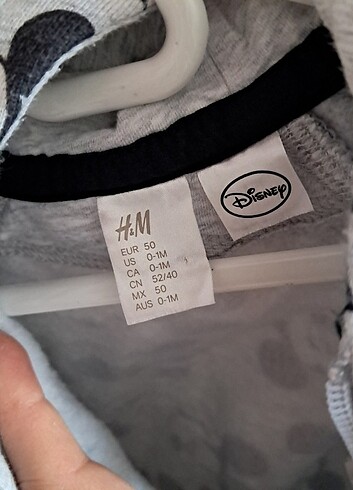 H&M
EUR 50
US 0-1M
CA 0-1M
CN 52/40
MX 50
AUS 0-1M
Disney